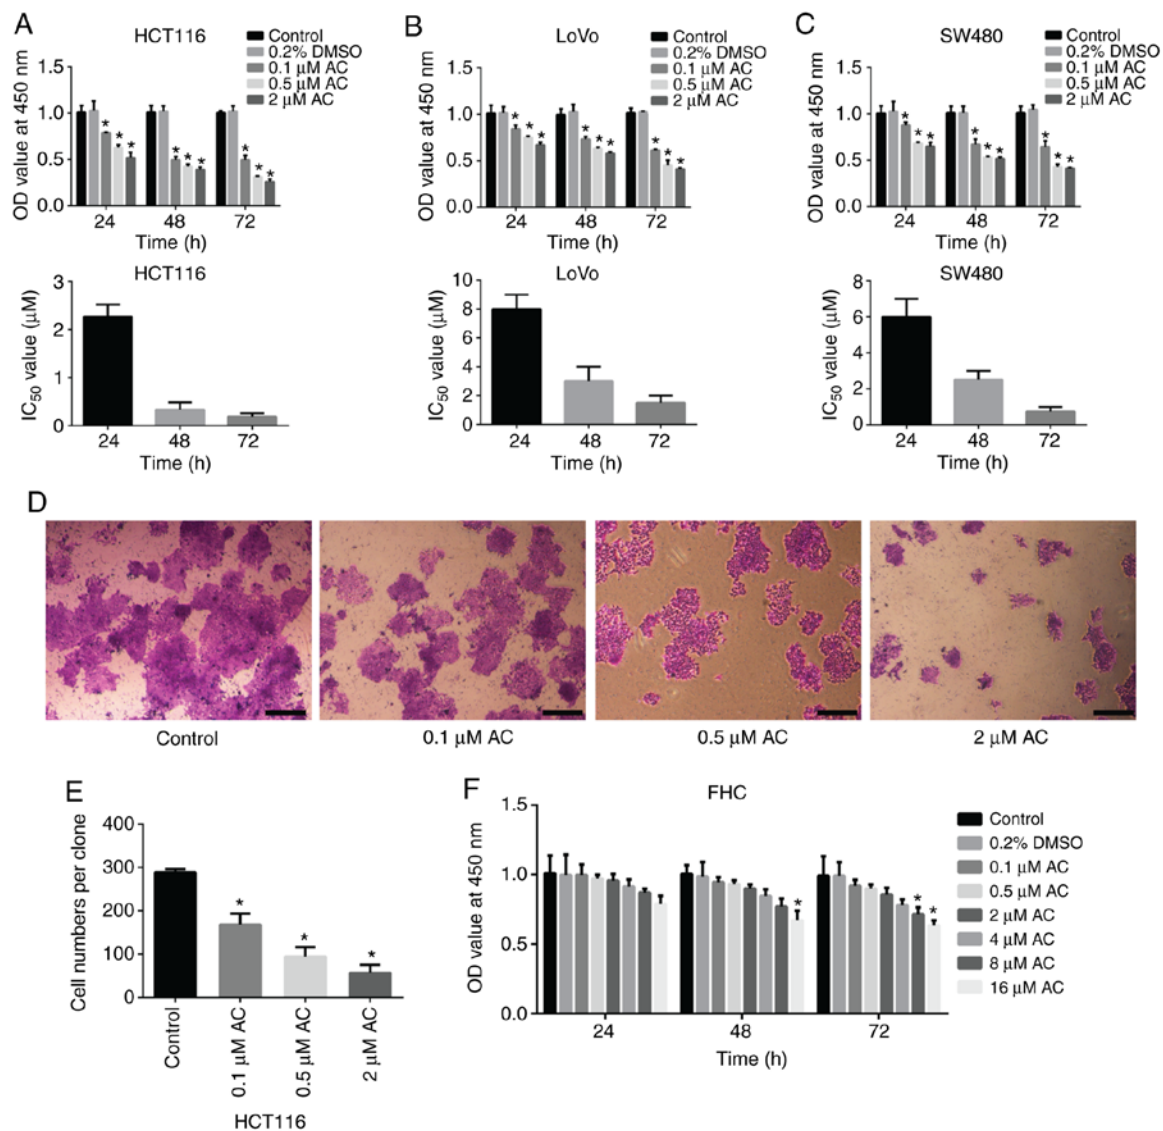 A
HCT116
Control
0.2% DMSO
0.1 µM AC
0.5 µM AC
2 µM AC
OD value at 450 nm
1.5
1.0
0.5
0.0
* * *
* * *
* * *
24 48 72
Time (h)
B
LoVo
Control
0.2% DMSO
0.1 µM AC
0.5 µM AC
2 µM AC
OD value at 450 nm
1.5
1.0
0.5
0.0
* * *
* * *
* * *
24 48 72
Time (h)
C
SW480
Control
0.2% DMSO
0.1 µM AC
0.5 µM AC
2 µM AC
OD value at 450 nm
1.5
1.0
0.5
0.0
* * *
* * *
* * *
24 48 72
Time (h)
HCT116
IC50 value (µM)
3
2
1
0
24 48 72
Time (h)
LoVo
IC50 value (µM)
10
8
6
4
2
0
24 48 72
Time (h)
SW480
IC50 value (µM)
8
6
4
2
0
24 48 72
Time (h)
D
Control
0.1 µM AC
0.5 µM AC
2 µM AC
E
Cell numbers per clone
400
300
200
100
0
* * *
Control
0.1 µM AC
0.5 µM AC
2 µM AC
HCT116
F
FHC
OD value at 450 nm
1.5
1.0
0.5
0.0
*
* *
24 48 72
Time (h)
Control
0.2% DMSO
0.1 µM AC
0.5 µM AC
2 µM AC
4 µM AC
8 µM AC
16 µM AC